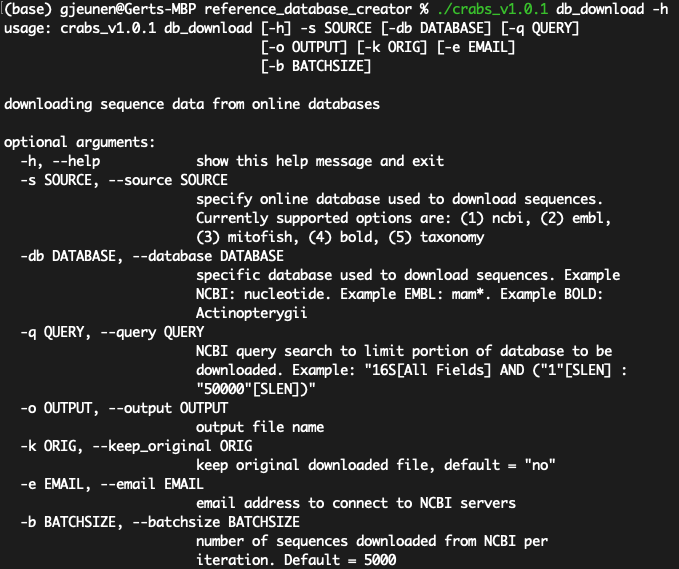 (base) gjeunen@Gerts-MBP reference_database_creator % ./crabs_v1.0.1 db_download -h
usage: crabs_v1.0.1 db_download [-h] -s SOURCE [-db DATABASE] [-q QUERY]
[-o OUTPUT] [-k ORIG] [-e EMAIL]
[-b BATCHSIZE]
downloading sequence data from online databases
optional arguments:
-h, --help show this help message and exit
-s SOURCE, --source SOURCE
specify online database used to download sequences.
Currently supported options are: (1) ncbi, (2) embl,
(3) mitofish, (4) bold, (5) taxonomy
-db DATABASE, --database DATABASE
specific database used to download sequences. Example
NCBI: nucleotide. Example EMBL: mam*. Example BOLD:
Actinopterygii
-q QUERY, --query QUERY
NCBI query search to limit portion of database to be
downloaded. Example: "16S[All Fields] AND ("1"[SLEN] :
"50000"[SLEN])"
-o OUTPUT, --output OUTPUT
output file name
-k ORIG, --keep_original ORIG
keep original downloaded file, default = "no"
-e EMAIL, --email EMAIL
email address to connect to NCBI servers
-b BATCHSIZE, --batchsize BATCHSIZE
number of sequences downloaded from NCBI per
iteration. Default = 5000